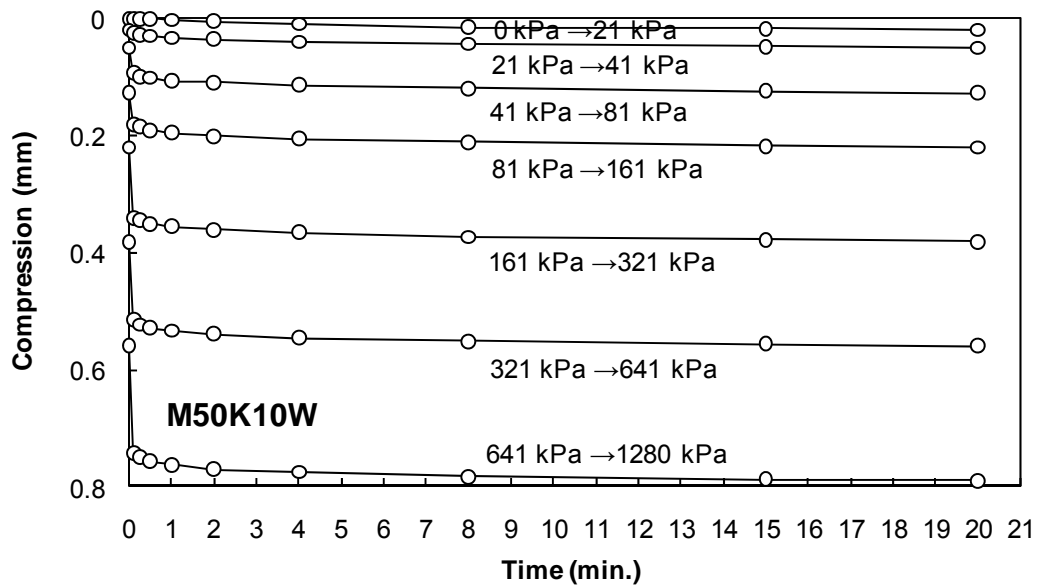 0
0.2
0.4
0.6
0.8
Compression (mm)
0 kPa →21 kPa
21 kPa →41 kPa
41 kPa →81 kPa
81 kPa →161 kPa
161 kPa →321 kPa
321 kPa →641 kPa
641 kPa →1280 kPa
M50K10W
0 1 2 3 4 5 6 7 8 9 10 11 12 13 14 15 16 17 18 19 20 21
Time (min.)